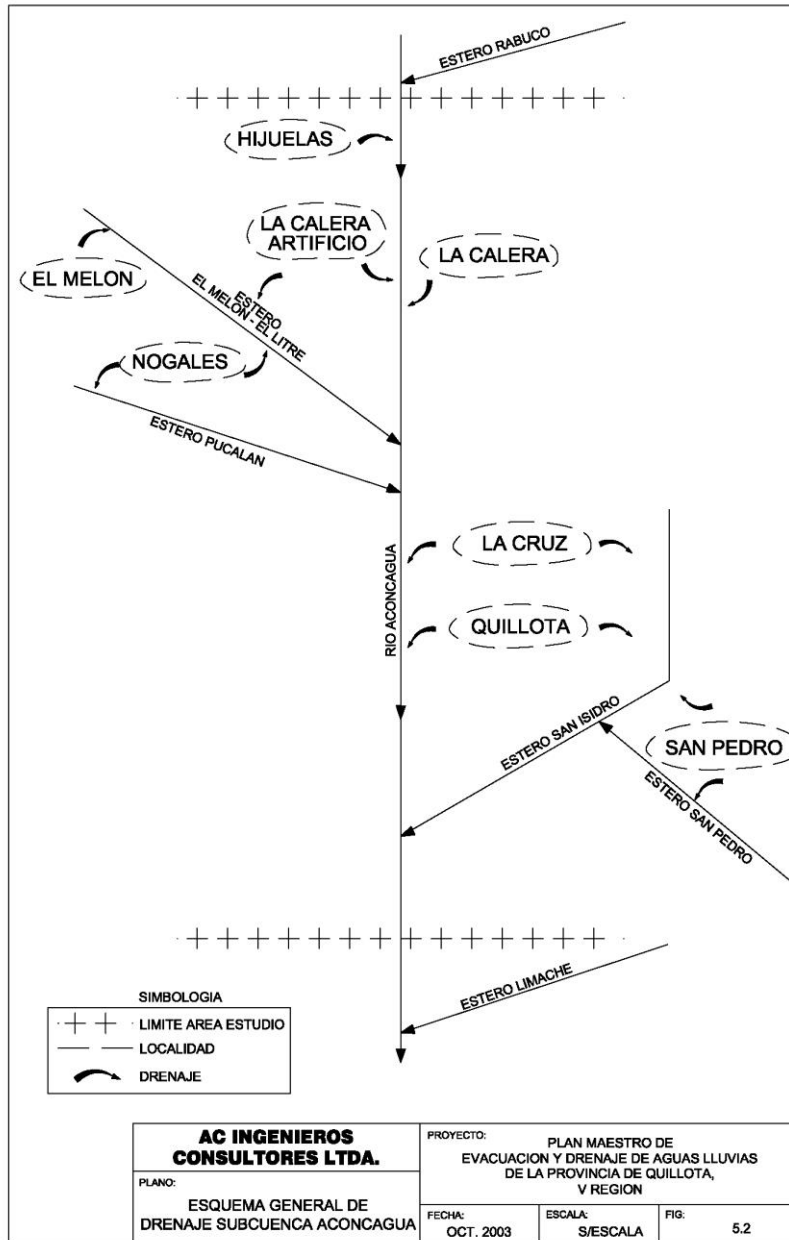 ESTERO RABUCO
HIJUELAS
LA CALERA
ARTIFICIO
LA CALERA
EL MELON
ESTERO
EL MELON - EL LITRE
NOGALES
ESTERO PUCALAN
LA CRUZ
RIO ACONCAGUA
QUILLOTA
ESTERO SAN ISIDRO
SAN PEDRO
ESTERO SAN PEDRO
ESTERO LIMACHE
SIMBOLOGIA
LIMITE AREA ESTUDIO
LOCALIDAD
DRENAJE
AC INGENIEROS
CONSULTORES LTDA.
PLANO:
ESQUEMA GENERAL DE
DRENAJE SUBCUENCA ACONCAGUA
PROYECTO:
PLAN MAESTRO DE
EVACUACION Y DRENAJE DE AGUAS LLUVIAS
DE LA PROVINCIA DE QUILLOTA,
V REGION
FECHA:
OCT. 2003
ESCALA:
S/ESCALA
FIG:
5.2